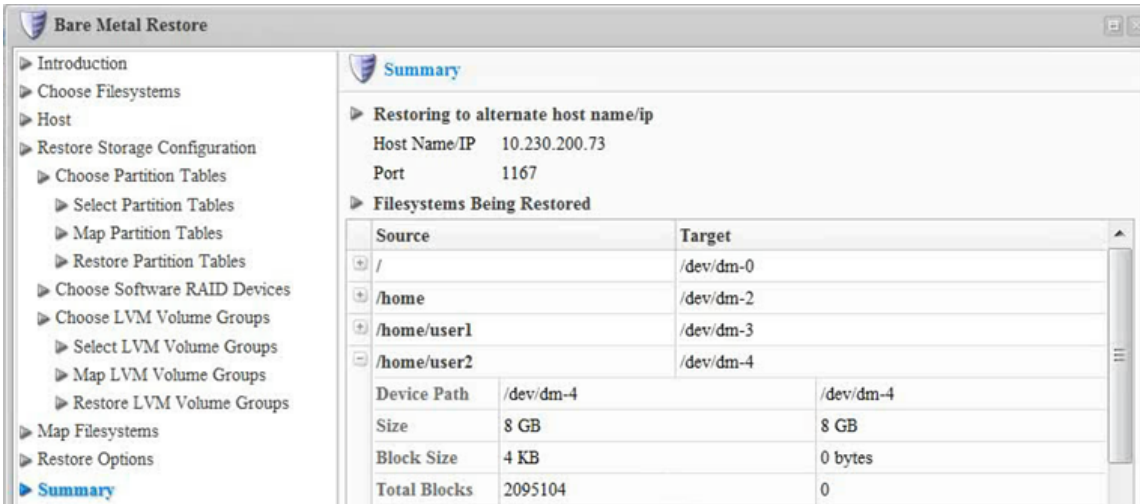 Bare Metal Restore
Introduction
Choose Filesystems
Host
Restore Storage Configuration
Choose Partition Tables
Select Partition Tables
Map Partition Tables
Restore Partition Tables
Choose Software RAID Devices
Choose LVM Volume Groups
Select LVM Volume Groups
Map LVM Volume Groups
Restore LVM Volume Groups
Map Filesystems
Restore Options
Summary
Summary
Restoring to alternate host name/ip
Host Name/IP 10.230.200.73
Port 1167
Filesystems Being Restored
Source Target
/ /dev/dm-0
/home /dev/dm-2
/home/user1 /dev/dm-3
/home/user2 /dev/dm-4
Device Path /dev/dm-4 /dev/dm-4
Size 8 GB 8 GB
Block Size 4 KB 0 bytes
Total Blocks 2095104 0